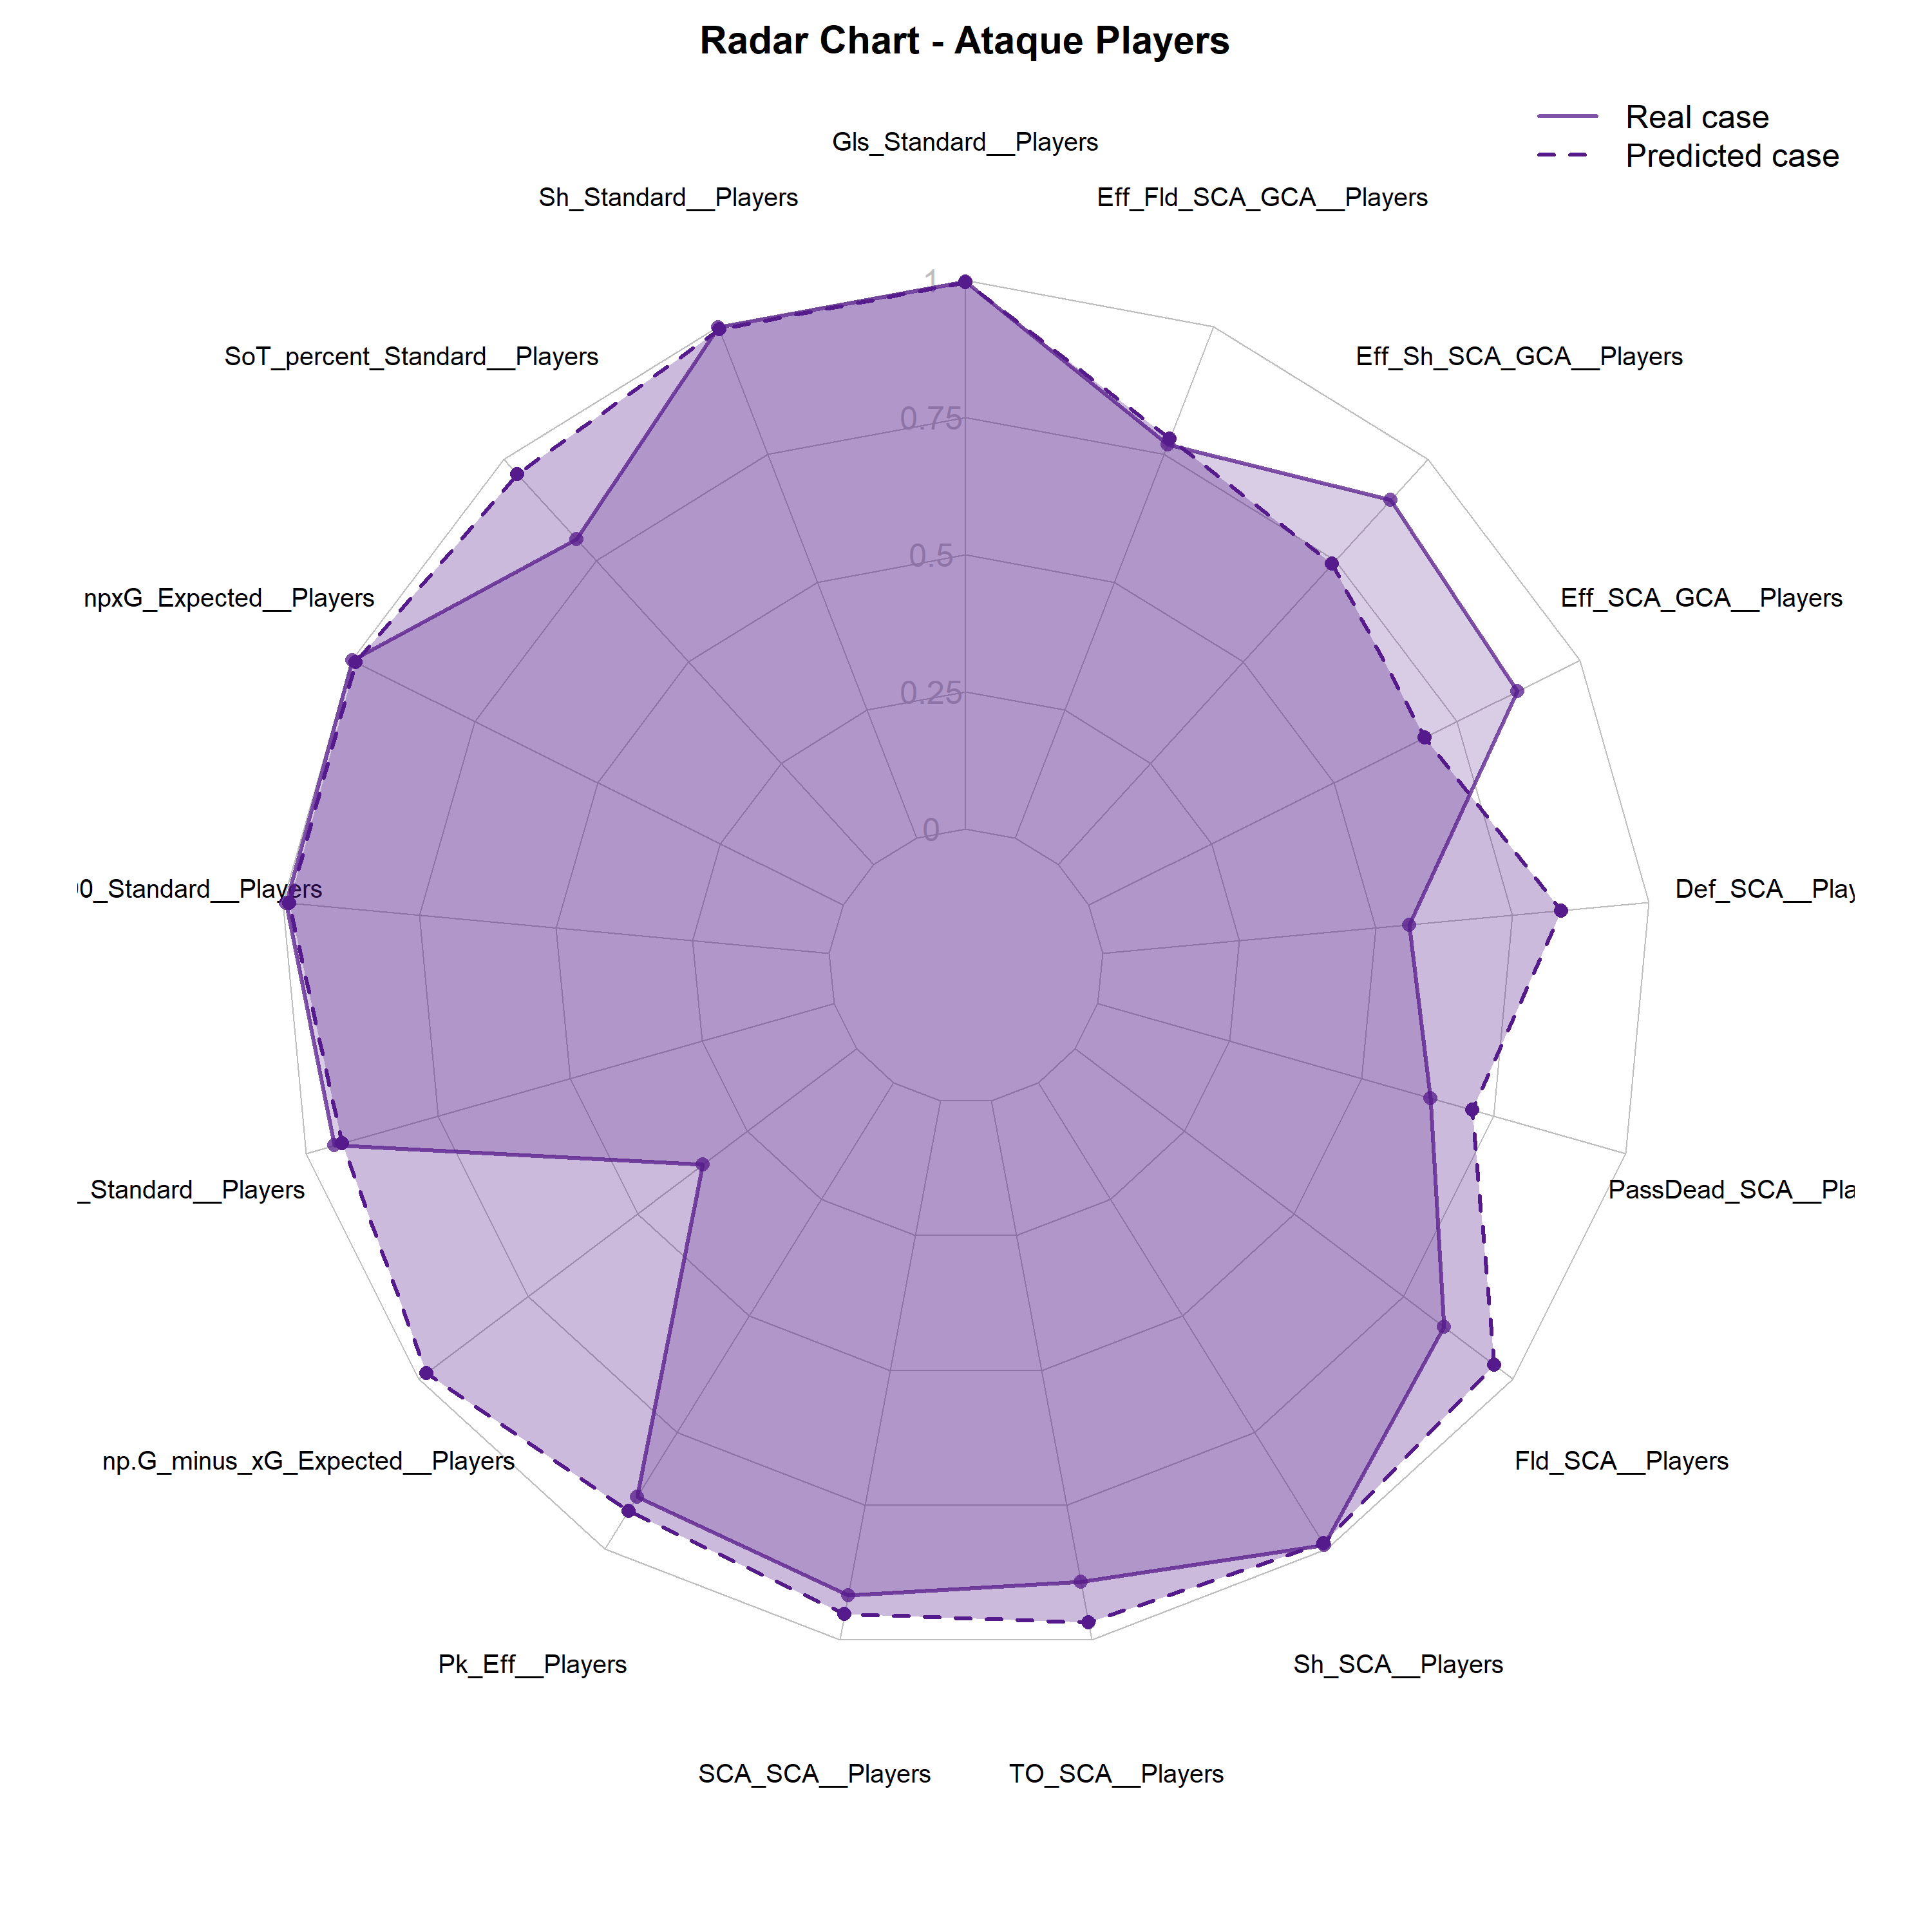 Radar Chart - Ataque Players
Real case
Predicted case
Gls_Standard__Players
Sh_Standard__Players
Eff_Fld_SCA_GCA__Players
SoT_percent_Standard__Players
Eff_Sh_SCA_GCA__Players
npxG_Expected__Players
Eff_SCA_GCA__Players
1
0.75
0.5
0.25
0
0_Standard__Players
Def_SCA__Play
_Standard__Players
PassDead_SCA__Pla
np.G_minus_xG_Expected__Players
Fld_SCA__Players
Pk_Eff__Players
Sh_SCA__Players
SCA_SCA__Players
TO_SCA__Players